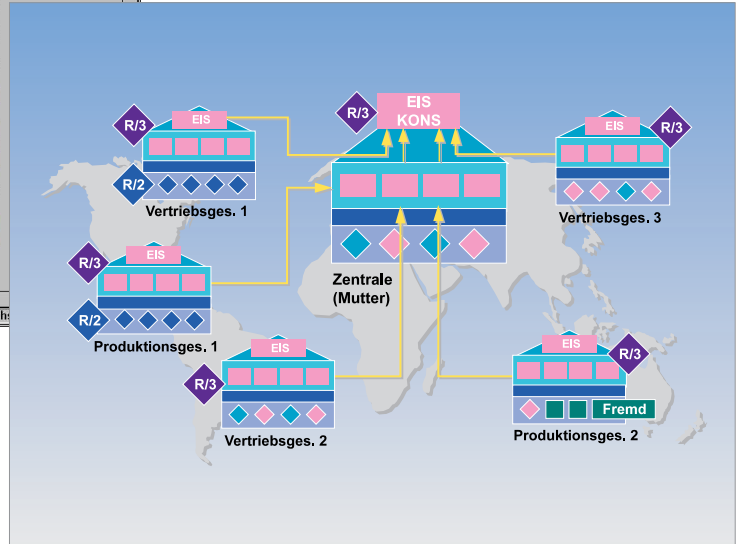 EIS
KONS
R/3
EIS
R/3
R/2
Vertriebsges. 1
EIS
R/3
Vertriebsges. 3
Zentrale
(Mutter)
EIS
R/3
R/2
Produktionsges. 1
EIS
R/3
Vertriebsges. 2
EIS
R/3
Fremd
Produktionsges. 2